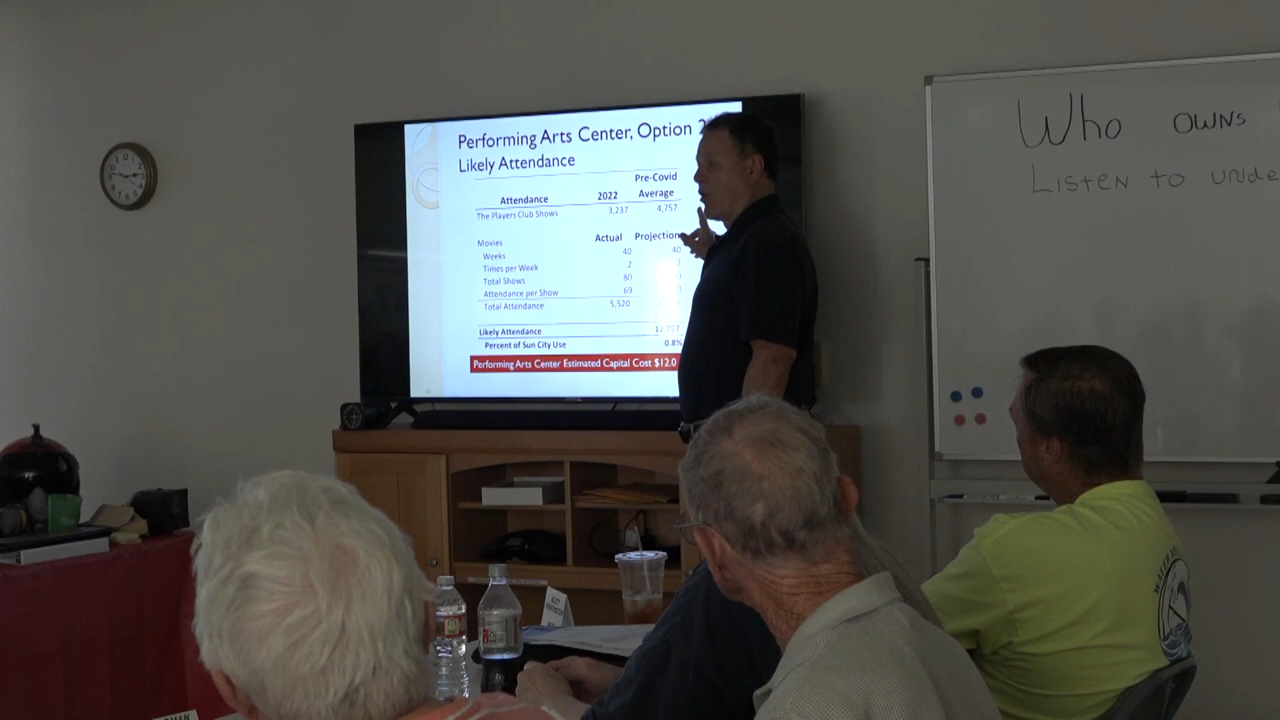 Performing Arts Center, Option 2
Likely Attendance
Pre-Covid
Attendance 2022 Average
The Players Club Shows 3,237 4,757
Movies Actual Projection
Weeks 40 40
Times per Week 2
Total Shows 80
Attendance per Show 69
Total Attendance 5,520
Likely Attendance 12,757
Percent of Sun City Use 0.8%
Performing Arts Center Estimated Capital Cost $12.0
Who owns
Listen to unde